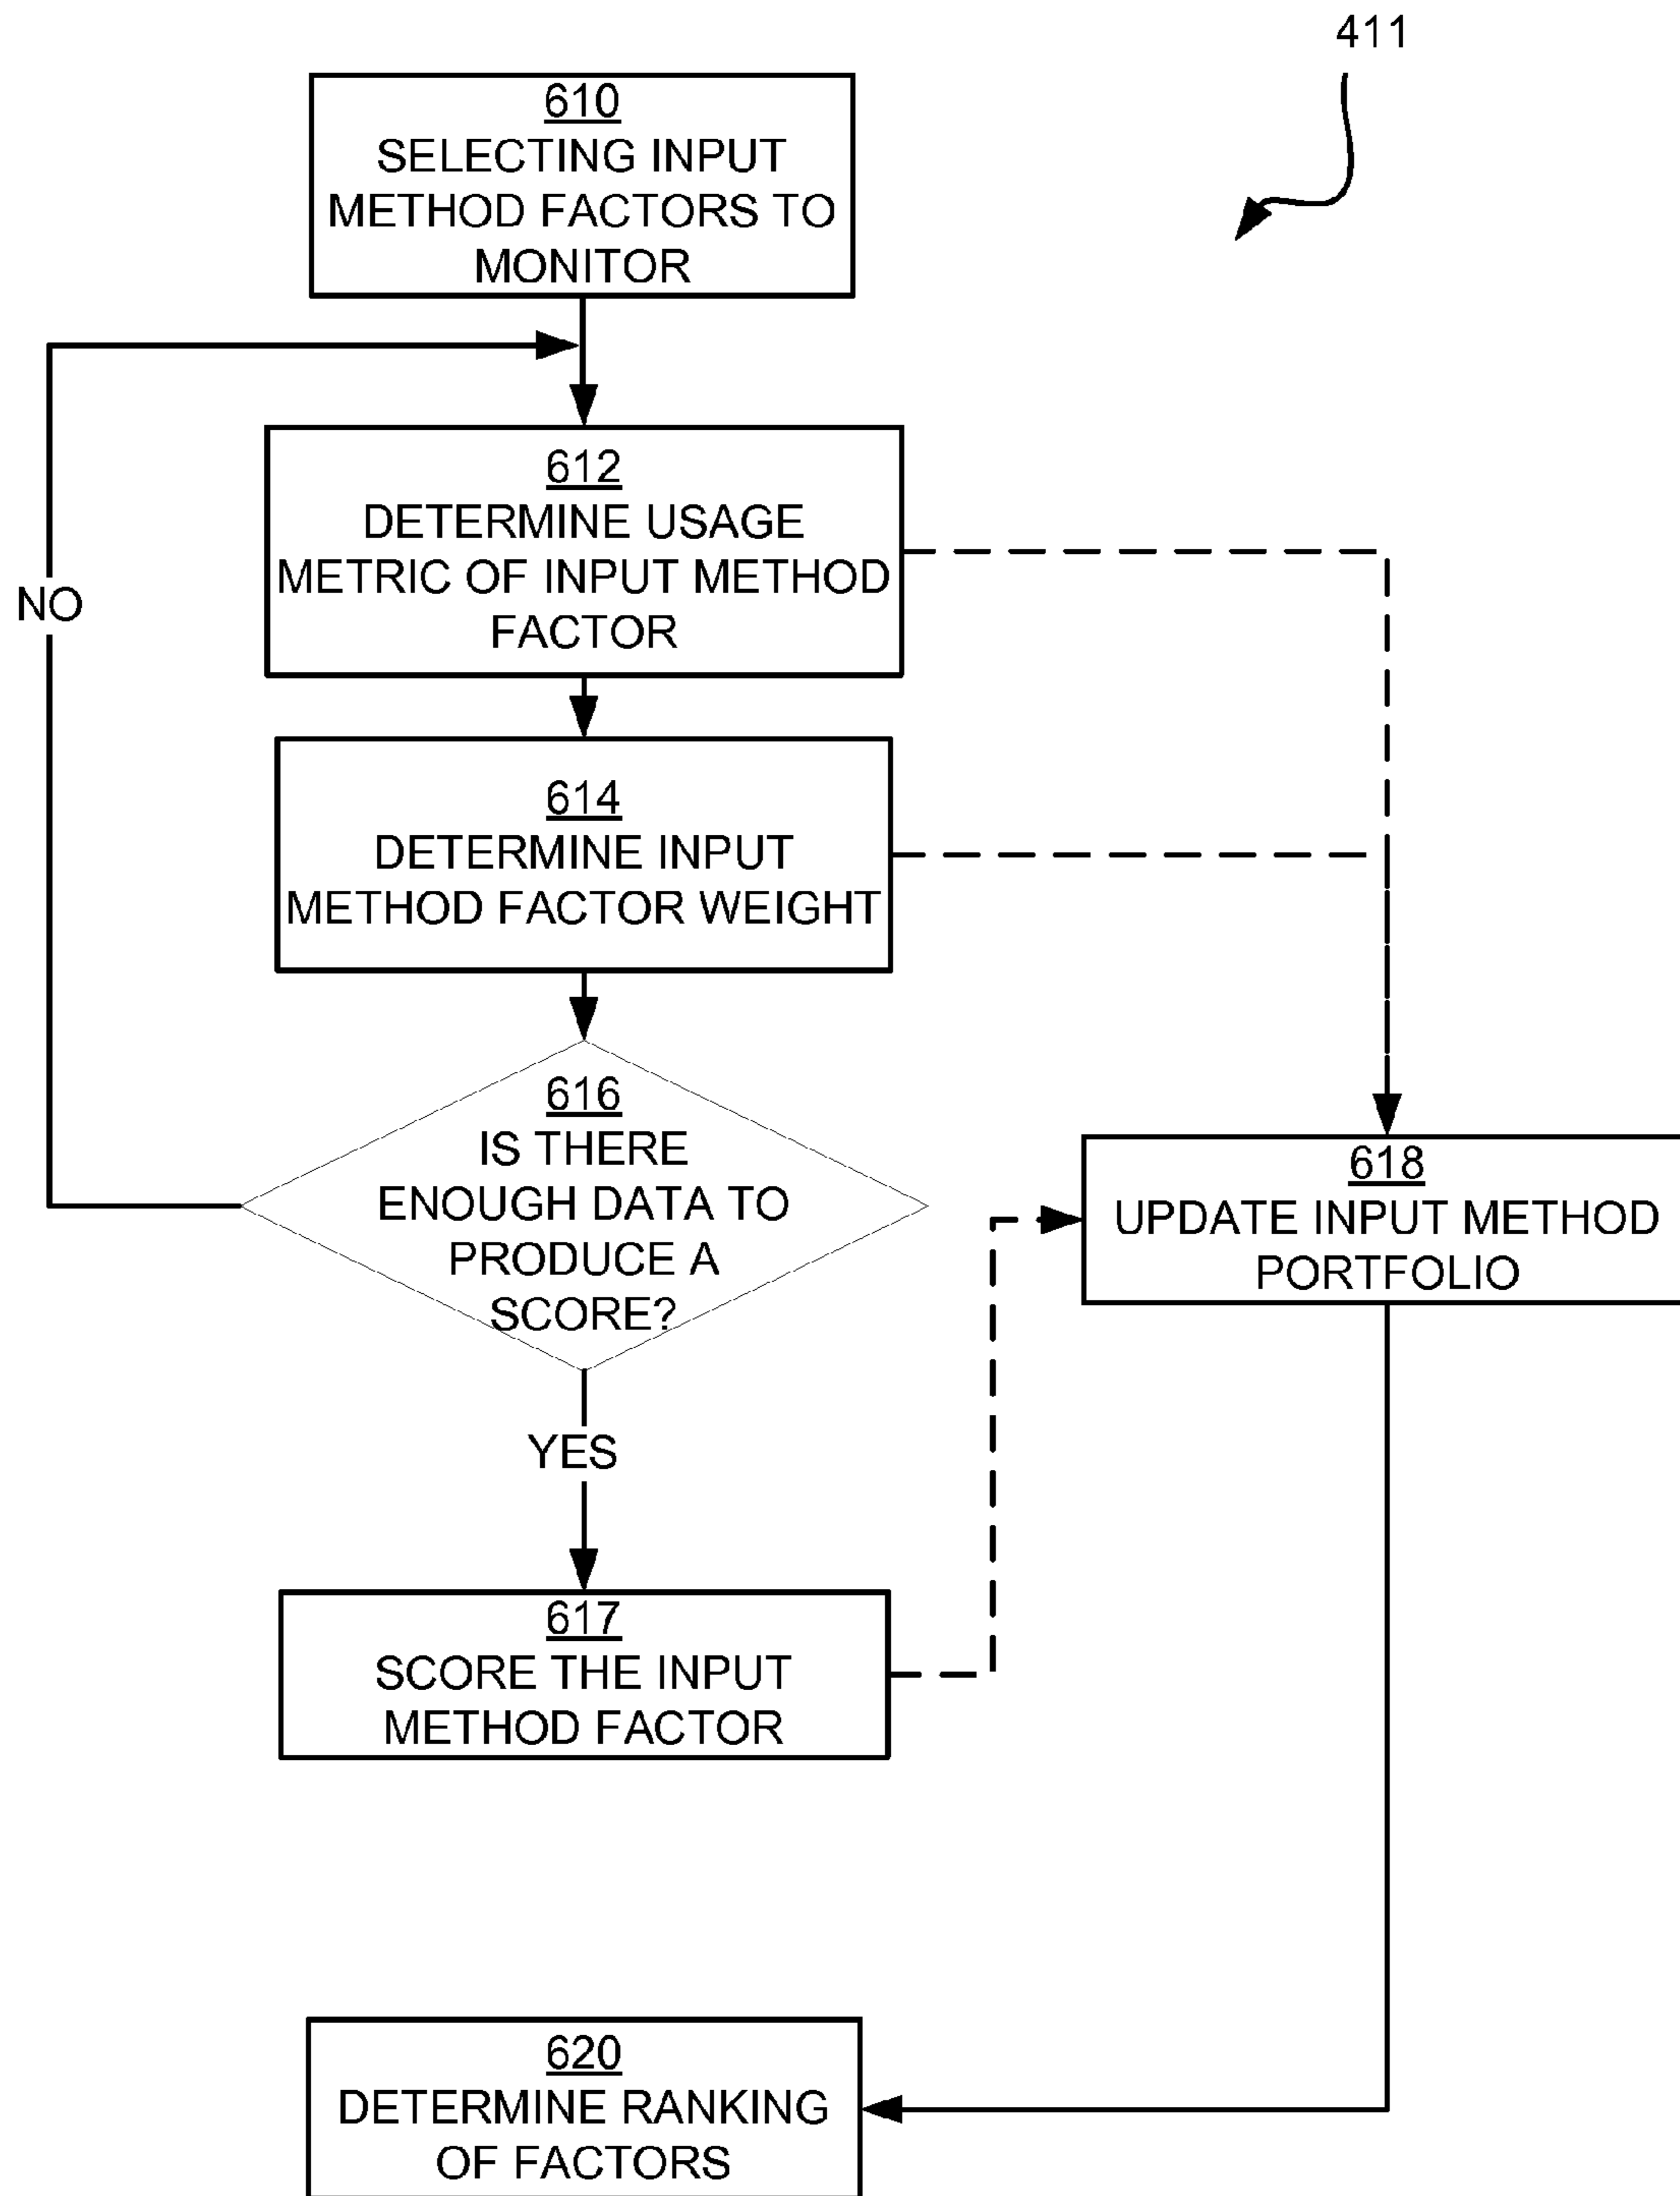 411
610
SELECTING INPUT
METHOD FACTORS TO
MONITOR
612
DETERMINE USAGE
METRIC OF INPUT METHOD
FACTOR
NO
614
DETERMINE INPUT
METHOD FACTOR WEIGHT
616
IS THERE
ENOUGH DATA TO
PRODUCE A
SCORE?
618
UPDATE INPUT METHOD
PORTFOLIO
YES
617
SCORE THE INPUT
METHOD FACTOR
620
DETERMINE RANKING
OF FACTORS